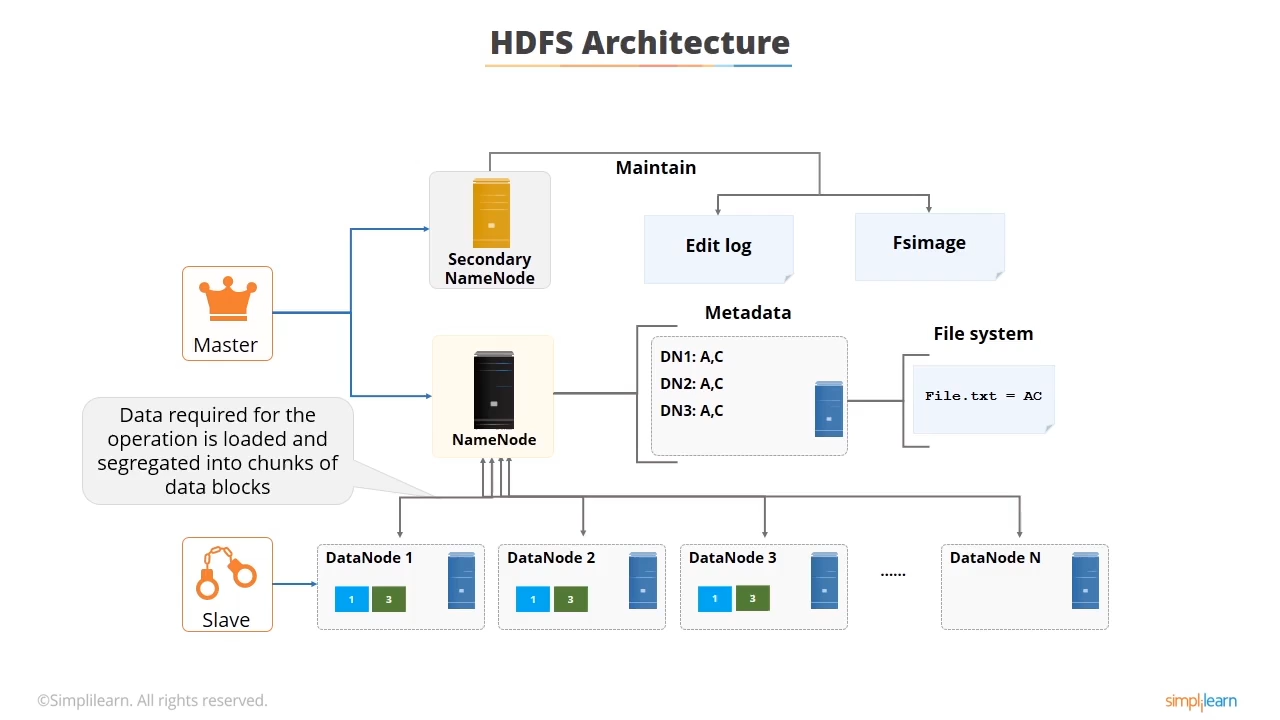 HDFS Architecture
Maintain
Secondary
NameNode
Edit log
Fsimage
Master
NameNode
Metadata
DN1: A,C
DN2: A,C
DN3: A,C
File system
File.txt = AC
Data required for the
operation is loaded and
segregated into chunks of
data blocks
Slave
DataNode 1
1 3
DataNode 2
1 3
DataNode 3
1 3
......
DataNode N
©Simplilearn. All rights reserved.
simplilearn